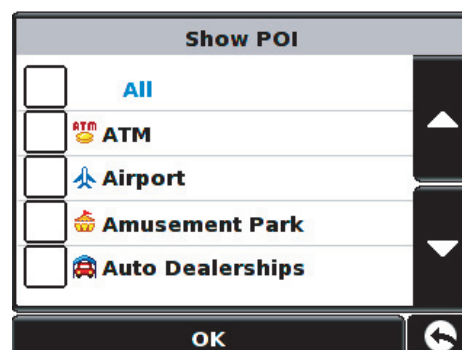 Show POI
All
ATM ATM
Airport
Amusement Park
Auto Dealerships
OK